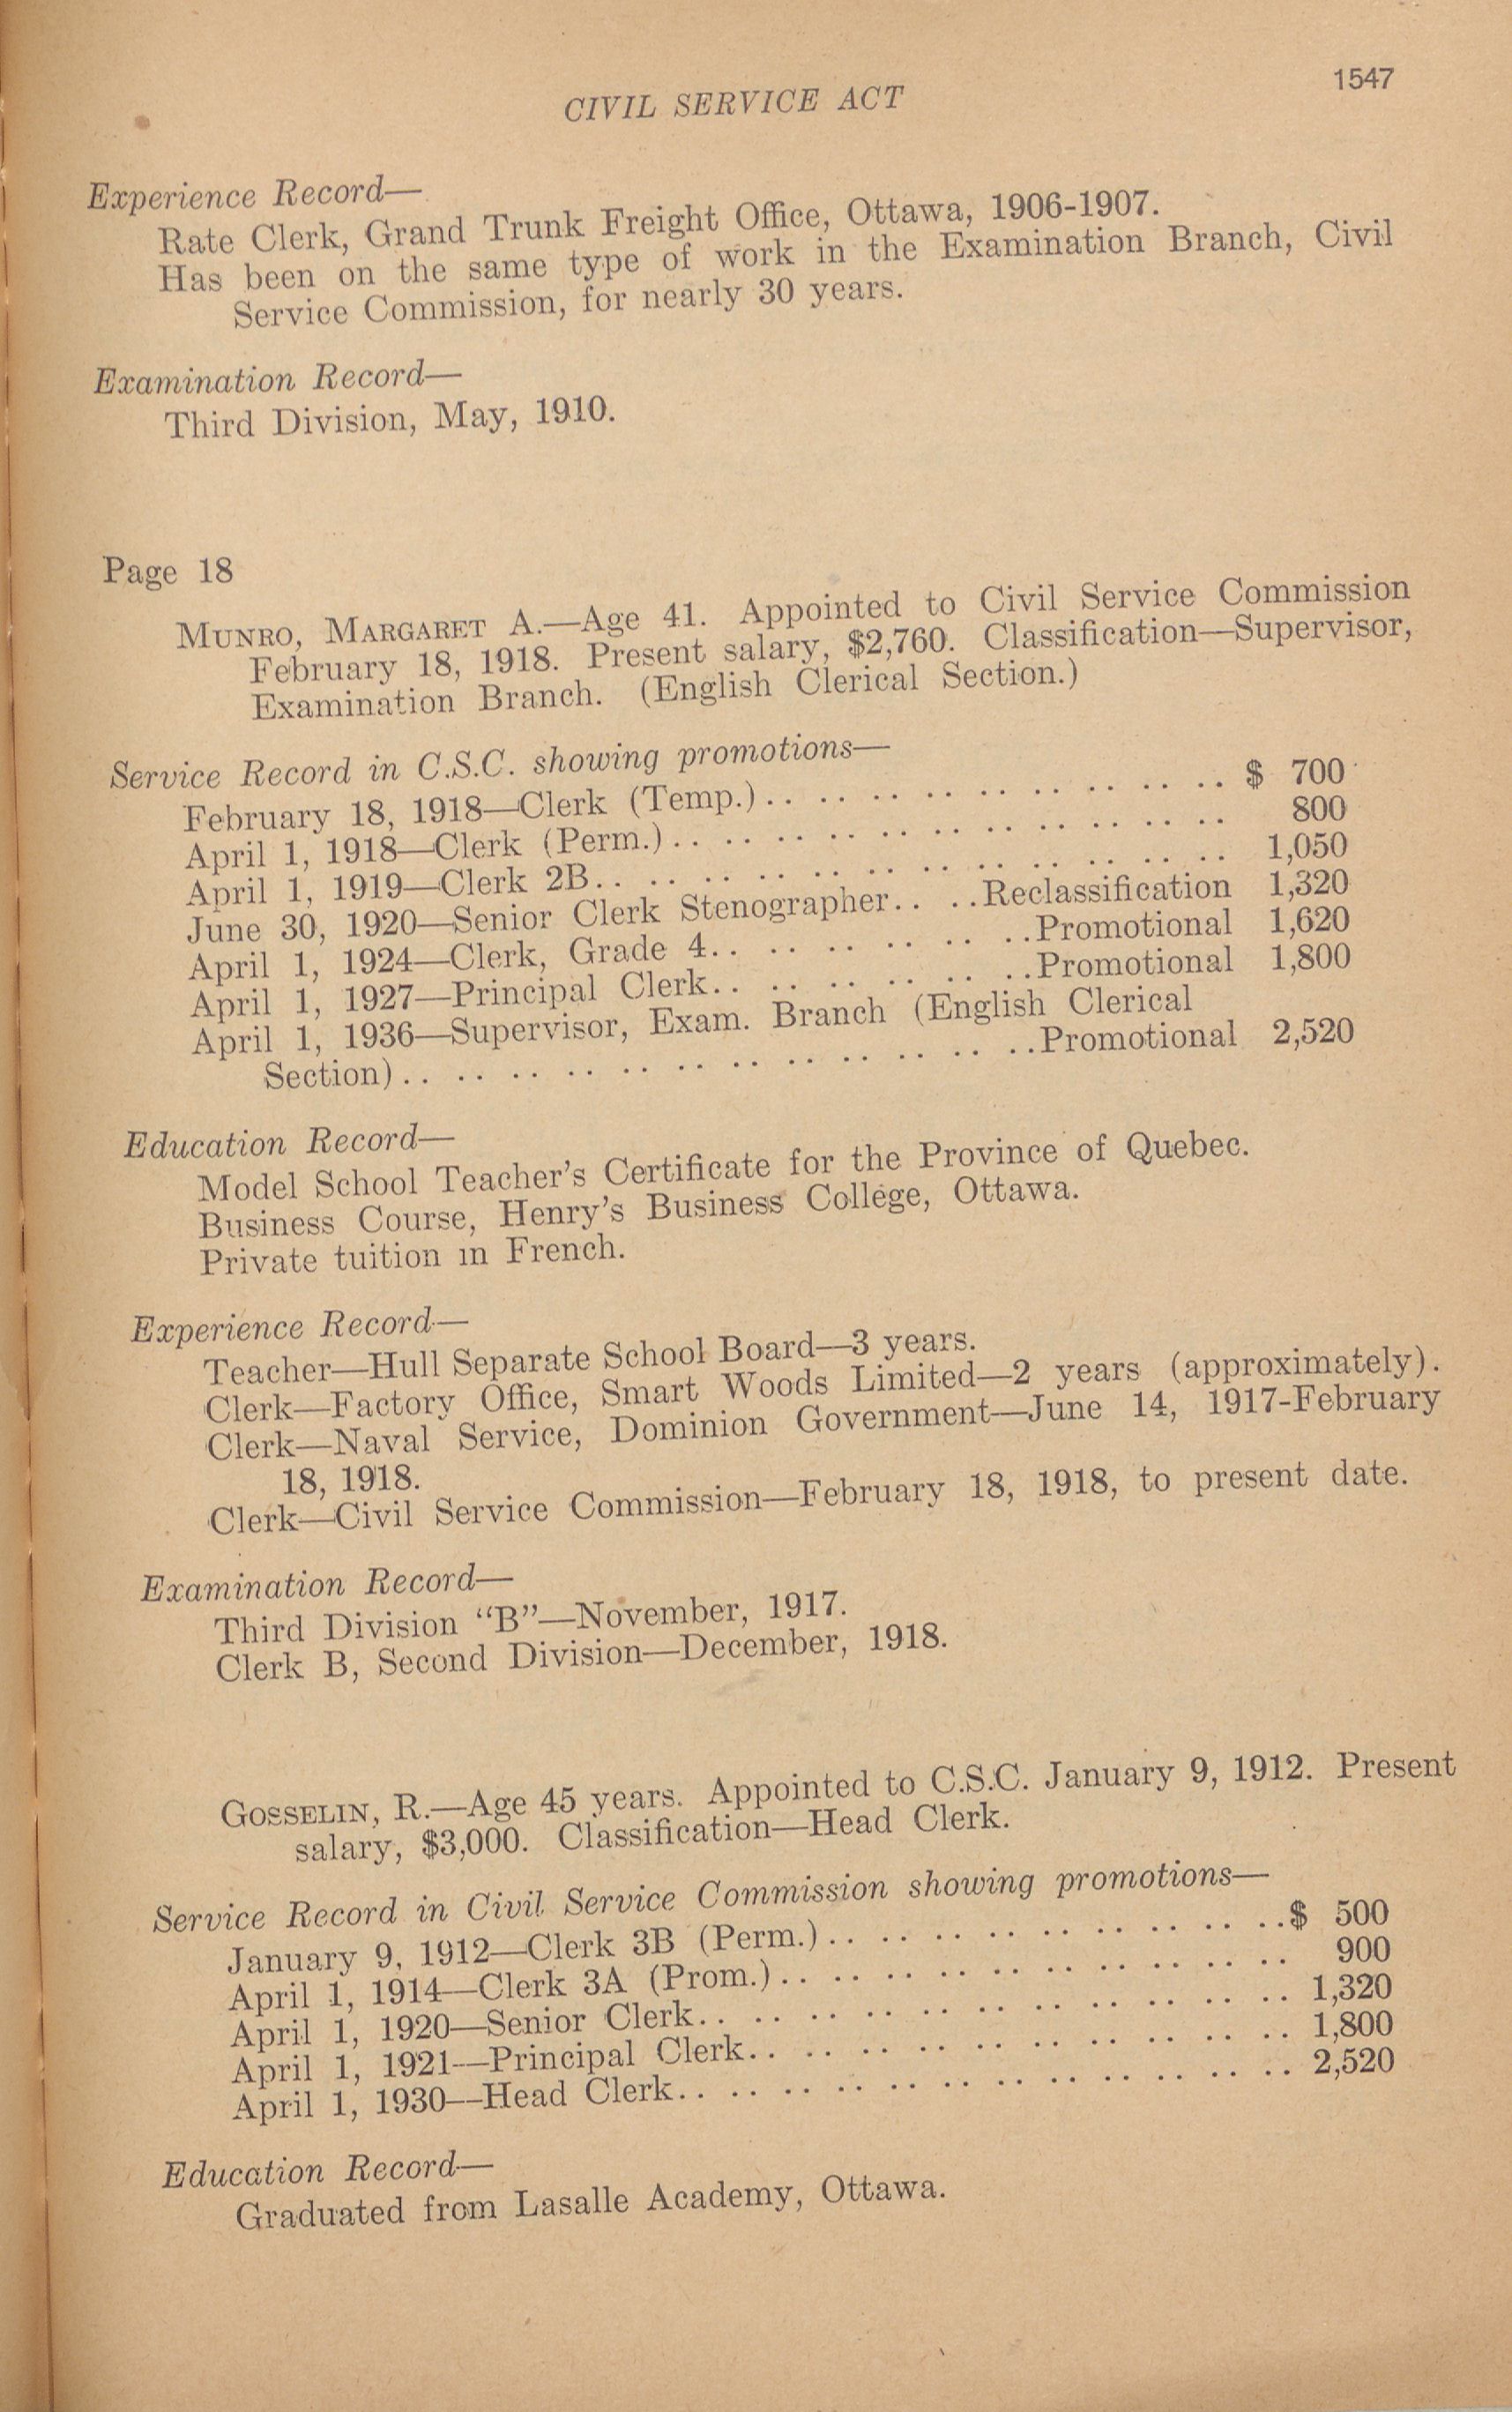 1547
CIVIL SERVICE ACT
Experience Record—
Rate Clerk, Grand Trunk Freight Office, Ottawa, 1906-1907.
Has been on the same type of work in the Examination Branch, Civil
Service Commission, for nearly 30 years.
Examination Record—
Third Division, May, 1910.
Page 18
MUNRO, MARGARET A.—Age 41. Appointed to Civil Service Commission
February 18, 1918. Present salary, $2,760. Classification—Supervisor,
Examination Branch. (English Clerical Section.)
Service Record in C.S.C. showing promotions—
February 18, 1918—Clerk (Temp.).. .. .. .. .. .. .. .. .. $ 700
April 1, 1918—Clerk (Perm.).. .. .. .. .. .. .. .. .. .. .. 800
April 1, 1919—Clerk 2B.. .. .. .. .. .. .. .. .. .. .. .. 1,050
June 30, 1920—Senior Clerk Stenographer.. ..Reclassification 1,320
April 1, 1924—Clerk, Grade 4.. .. .. .. .. .. ..Promotional 1,620
April 1, 1927—Principal Clerk.. .. .. .. .. .. ..Promotional 1,800
April 1, 1936—Supervisor, Exam. Branch (English Clerical
Section).. .. .. .. .. .. .. .. .. .. .. ..Promotional 2,520
Education Record—
Model School Teacher's Certificate for the Province of Quebec.
Business Course, Henry's Business College, Ottawa.
Private tuition in French.
Experience Record—
Teacher—Hull Separate School Board—3 years.
Clerk—Factory Office, Smart Woods Limited—2 years (approximately).
Clerk—Naval Service, Dominion Government—June 14, 1917-February
18, 1918.
Clerk—Civil Service Commission—February 18, 1918, to present date.
Examination Record—
Third Division "B"—November, 1917.
Clerk B, Second Division—December, 1918.
GOSSELIN, R.—Age 45 years. Appointed to C.S.C. January 9, 1912. Present
salary, $3,000. Classification—Head Clerk.
Service Record in Civil Service Commission showing promotions—
January 9, 1912—Clerk 3B (Perm.).. .. .. .. .. .. .. .. ..$ 500
April 1, 1914—Clerk 3A (Prom.).. .. .. .. .. .. .. .. .. .. 900
April 1, 1920—Senior Clerk.. .. .. .. .. .. .. .. .. .. .. 1,320
April 1, 1921—Principal Clerk.. .. .. .. .. .. .. .. .. .. 1,800
April 1, 1930—Head Clerk.. .. .. .. .. .. .. .. .. .. .. .. 2,520
Education Record—
Graduated from Lasalle Academy, Ottawa.